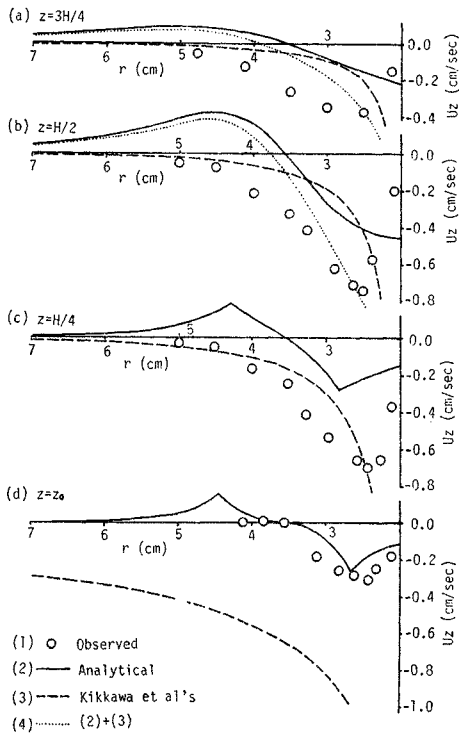 (a) z=3H/4
7 6 5 4 3
r (cm)
0.0
-0.2
-0.4
Uz (cm/sec)
(b) z=H/2
7 6 5 4 3
r (cm)
0.0
-0.2
-0.4
-0.6
-0.8
Uz (cm/sec)
(c) z=H/4
7 6 5 4 3
r (cm)
0.0
-0.2
-0.4
-0.6
-0.8
Uz (cm/sec)
(d) z=z₀
7 6 5 4 3
r (cm)
0.0
-0.2
-0.4
-0.6
-0.8
-1.0
Uz (cm/sec)
(1) Observed
(2) Analytical
(3) Kikkawa et al's
(4) (2)+(3)